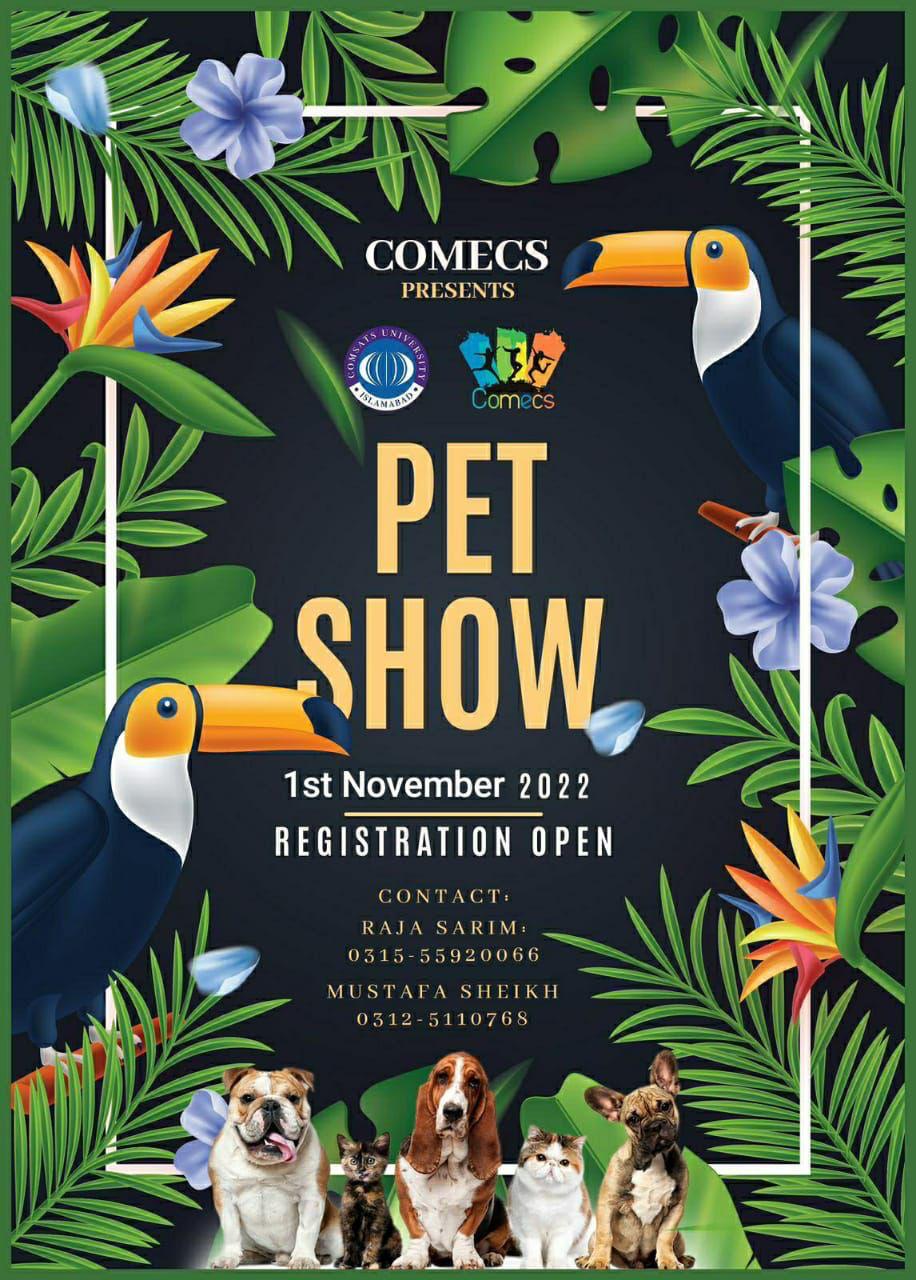 COMECS
PRESENTS
COMSATS UNIVERSITY
• ISLAMABAD •
Comecs
PET
SHOW
1st November 2022
REGISTRATION OPEN
CONTACT:
RAJA SARIM:
0315-55920066
MUSTAFA SHEIKH
0312-5110768